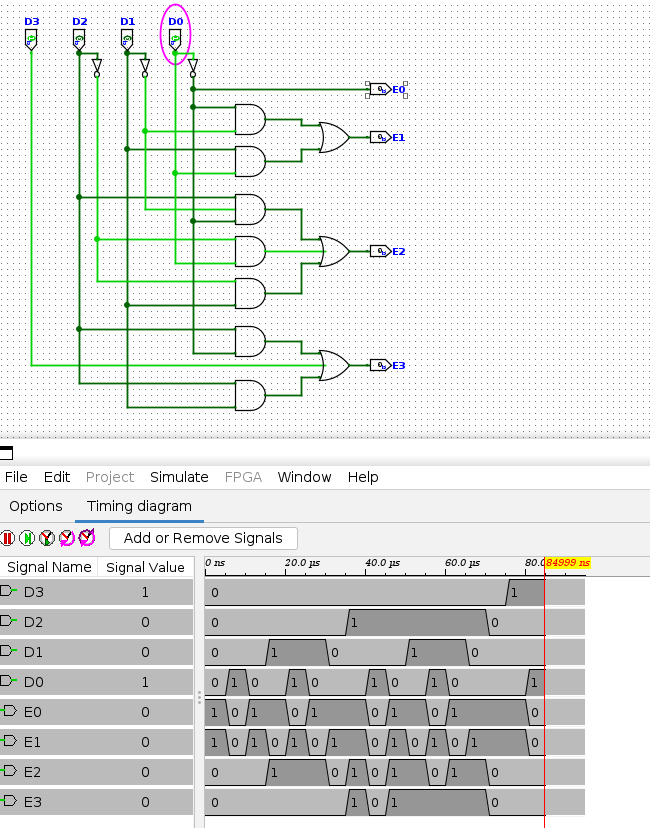 D3 D2 D1 D0
E0
E1
E2
E3
File Edit Project Simulate FPGA Window Help
Options Timing diagram
Add or Remove Signals
Signal Name Signal Value 0 ns 20.0 µs 40.0 µs 60.0 µs 80.0 84999 ns
D3 1 0 1
D2 0 0 1 0
D1 0 0 1 0 1 0
D0 1 0 1 0 1 0 1 0 1 0 1
E0 0 1 0 1 0 1 0 1 0 1 0
E1 0 1 0 1 0 1 0 1 0 1 0 1 0 1 0
E2 0 0 1 0 1 0 1 0 1 0
E3 0 0 1 0 1 0